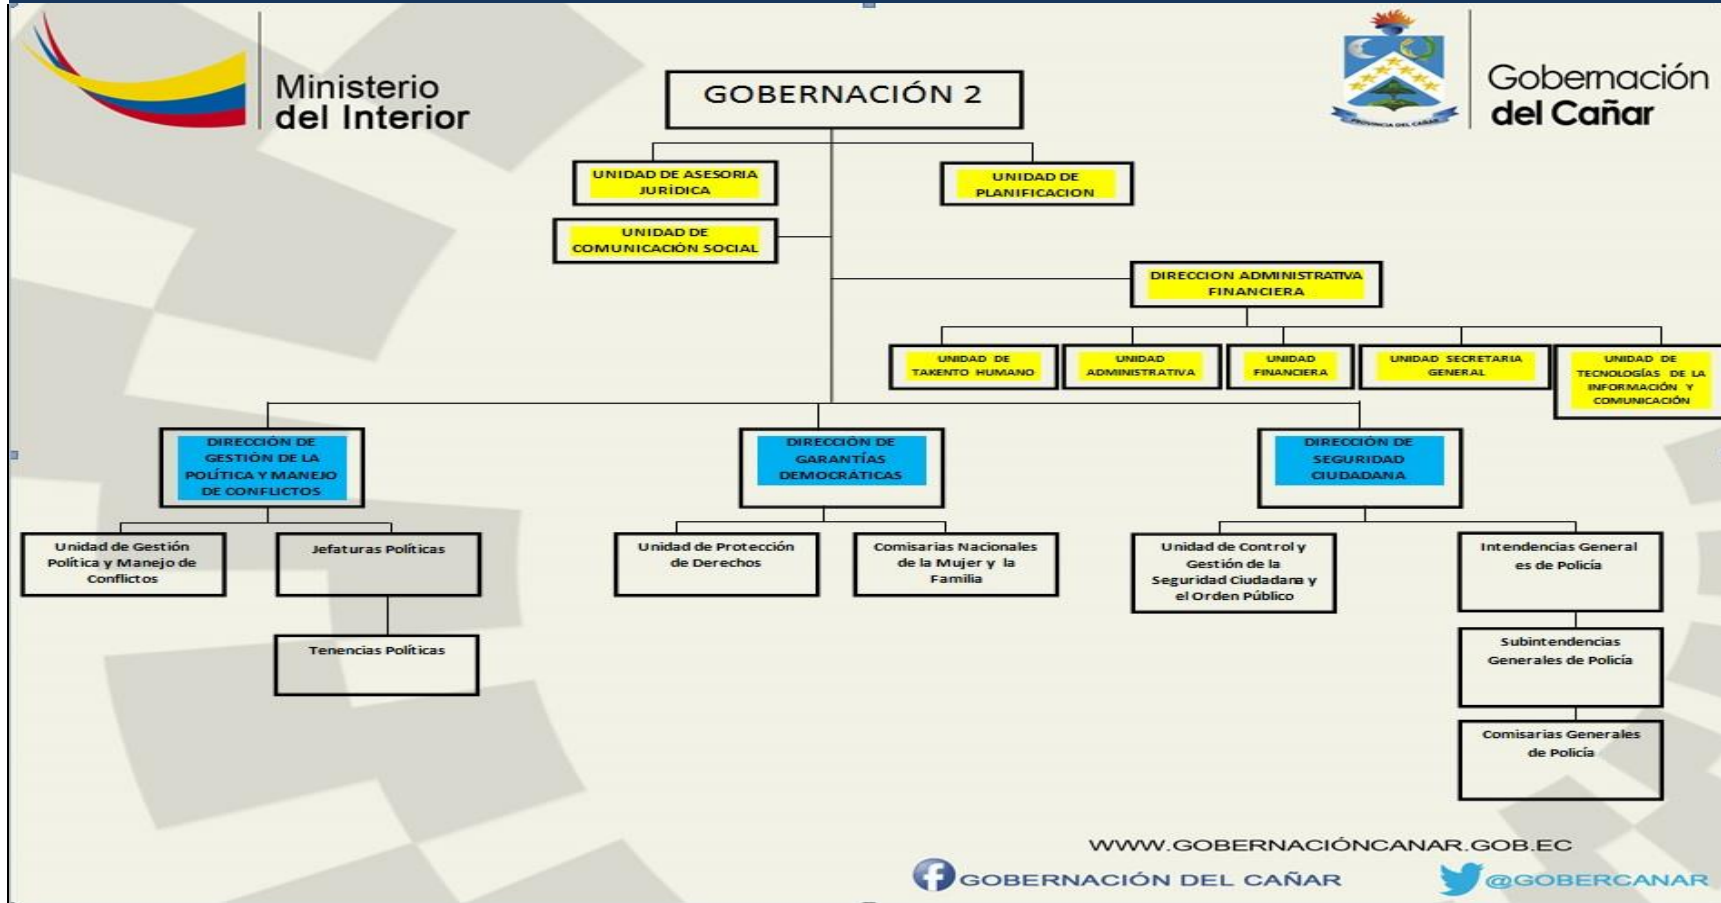 Ministerio
del Interior
GOBERNACIÓN 2
PROVINCIA DEL CAÑAR
Gobernación
del Cañar
UNIDAD DE ASESORIA
JURÍDICA
UNIDAD DE
PLANIFICACION
UNIDAD DE
COMUNICACIÓN SOCIAL
DIRECCION ADMINISTRATIVA
FINANCIERA
UNIDAD DE
TAKENTO HUMANO
UNIDAD
ADMINISTRATIVA
UNIDAD
FINANCIERA
UNIDAD SECRETARIA
GENERAL
UNIDAD DE
TECNOLOGÍAS DE LA
INFORMACIÓN Y
COMUNICACIÓN
DIRECCIÓN DE
GESTIÓN DE LA
POLÍTICA Y MANEJO
DE CONFLICTOS
DIRECCIÓN DE
GARANTÍAS
DEMOCRÁTICAS
DIRECCIÓN DE
SEGURIDAD
CIUDADANA
Unidad de Gestión
Política y Manejo de
Conflictos
Jefaturas Políticas
Unidad de Protección
de Derechos
Comisarias Nacionales
de la Mujer y la
Familia
Unidad de Control y
Gestión de la
Seguridad Ciudadana y
el Orden Público
Intendencias General
es de Policía
Tenencias Políticas
Subintendencias
Generales de Policía
Comisarias Generales
de Policía
WWW.GOBERNACIÓNCANAR.GOB.EC
GOBERNACIÓN DEL CAÑAR
@GOBERCANAR